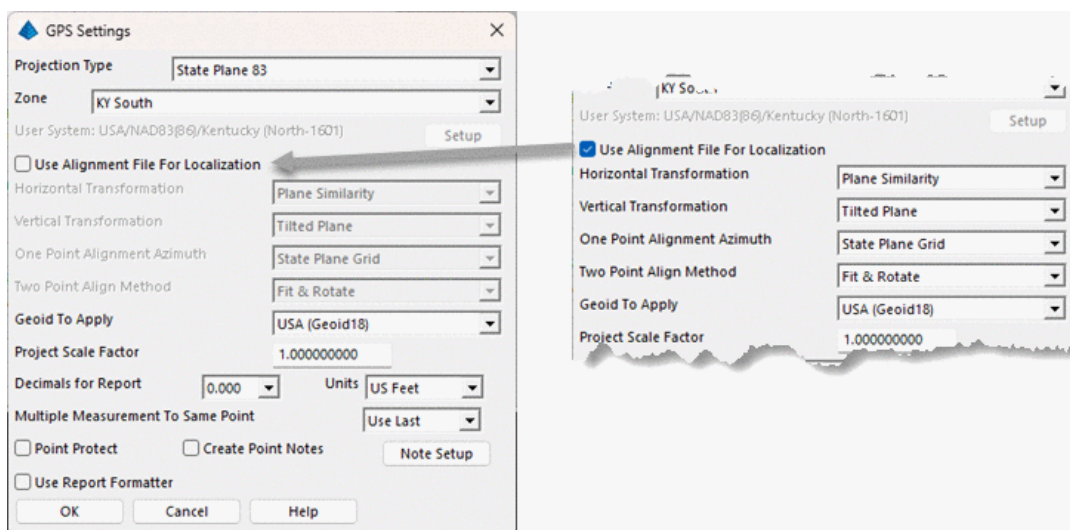 GPS Settings
Projection Type State Plane 83
Zone KY South
User System: USA/NAD83(86)/Kentucky (North-1601) Setup
Use Alignment File For Localization
Horizontal Transformation Plane Similarity
Vertical Transformation Tilted Plane
One Point Alignment Azimuth State Plane Grid
Two Point Align Method Fit & Rotate
Geoid To Apply USA (Geoid18)
Project Scale Factor 1.000000000
Decimals for Report 0.000 Units US Feet
Multiple Measurement To Same Point Use Last
Point Protect Create Point Notes Note Setup
Use Report Formatter
OK Cancel Help
KY
User System: USA/NAD83(86)/Kentucky (North-1601) Setup
Use Alignment File For Localization
Horizontal Transformation Plane Similarity
Vertical Transformation Tilted Plane
One Point Alignment Azimuth State Plane Grid
Two Point Align Method Fit & Rotate
Geoid To Apply USA (Geoid18)
Project Scale Factor 1.000000000